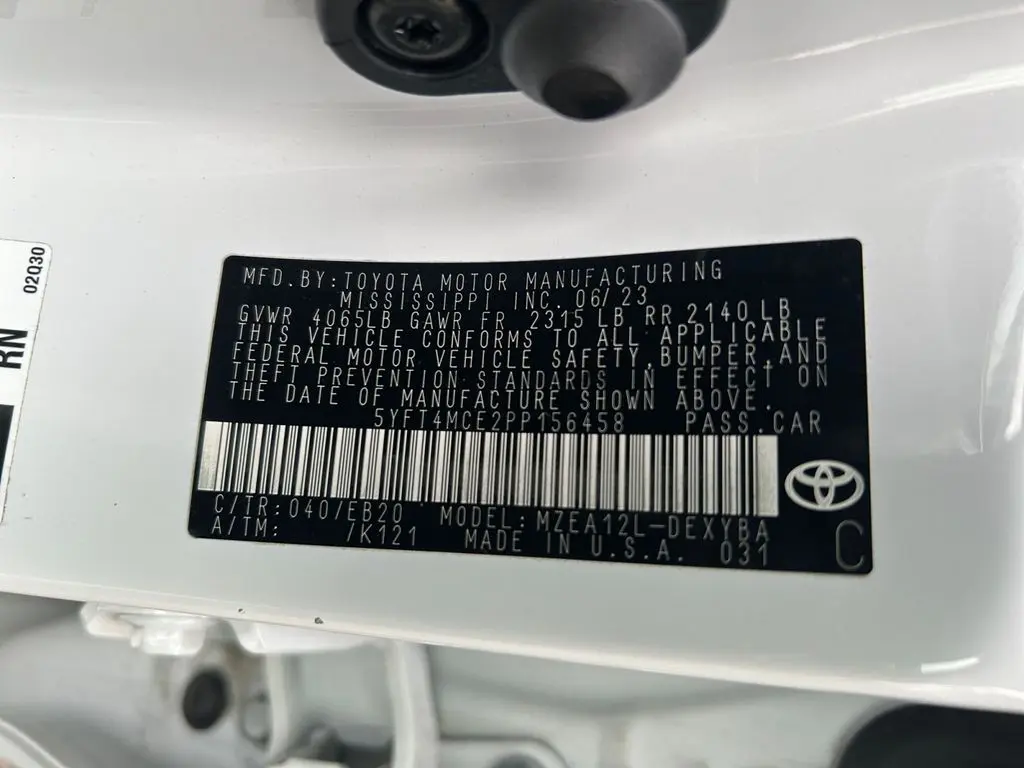 02Q30
RN
MFD.BY:TOYOTA MOTOR MANUFACTURING
MISSISSIPPI INC. 06/23
GVWR 4065LB GAWR FR 2315 LB RR 2140LB
THIS VEHICLE CONFORMS TO ALL APPLICABLE
FEDERAL MOTOR VEHICLE SAFETY,BUMPER,AND
THEFT PREVENTION STANDARDS IN EFFECT ON
THE DATE OF MANUFACTURE SHOWN ABOVE.
5YFT4MCE2PP156458 PASS.CAR
C/TR:040/EB20 MODEL:MZEA12L-DEXYBA
A/TM: /K121 MADE IN U.S.A. 031
C